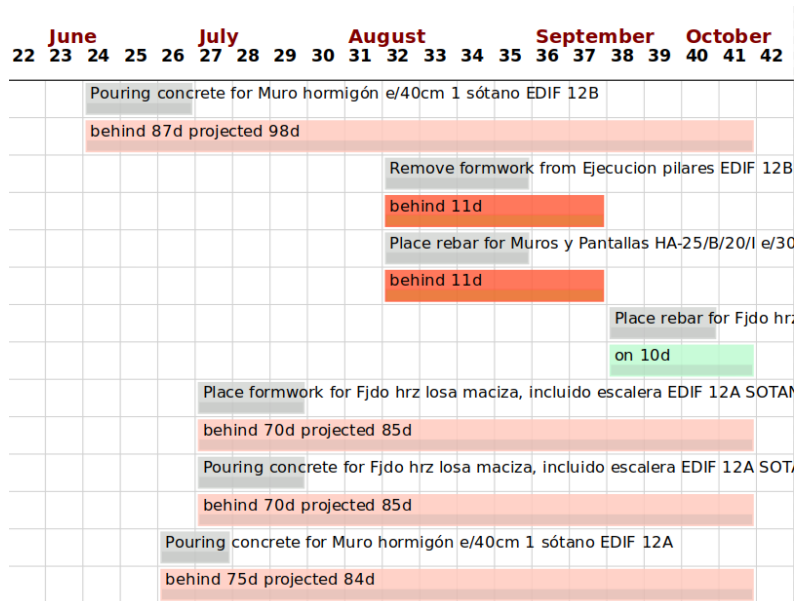 June July August September October
22 23 24 25 26 27 28 29 30 31 32 33 34 35 36 37 38 39 40 41 42
Pouring concrete for Muro hormigón e/40cm 1 sótano EDIF 12B
behind 87d projected 98d
Remove formwork from Ejecucion pilares EDIF 12B
behind 11d
Place rebar for Muros y Pantallas HA-25/B/20/I e/30
behind 11d
Place rebar for Fjdo hrz
on 10d
Place formwork for Fjdo hrz losa maciza, incluido escalera EDIF 12A SOTAN
behind 70d projected 85d
Pouring concrete for Fjdo hrz losa maciza, incluido escalera EDIF 12A SOTA
behind 70d projected 85d
Pouring concrete for Muro hormigón e/40cm 1 sótano EDIF 12A
behind 75d projected 84d